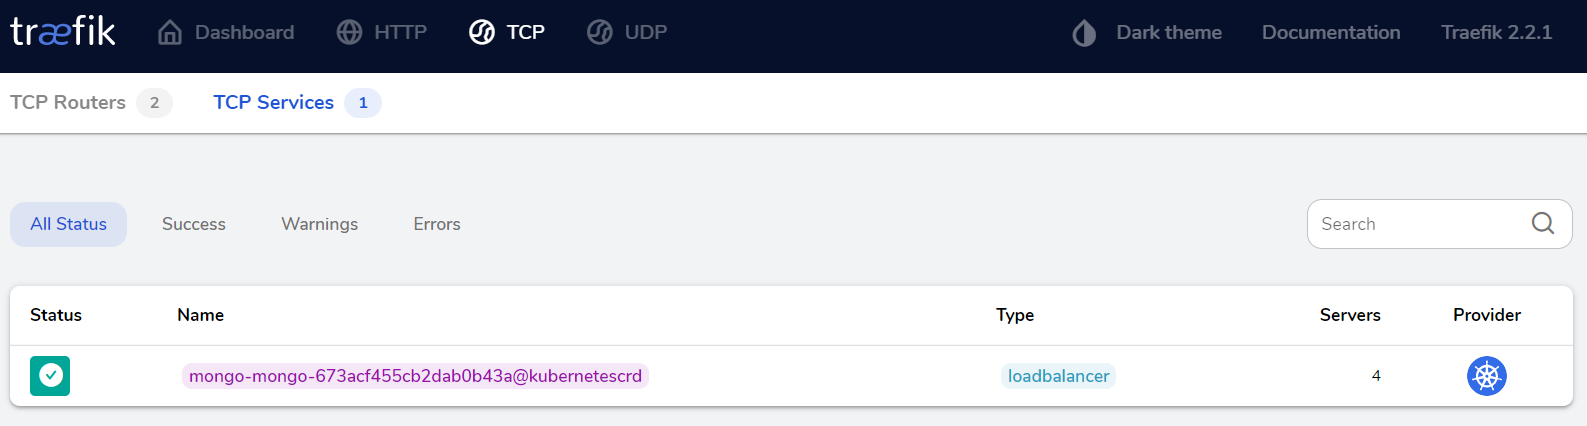 træfik Dashboard HTTP TCP UDP Dark theme Documentation Traefik 2.2.1
TCP Routers 2 TCP Services 1
All Status Success Warnings Errors Search
Status Name Type Servers Provider
mongo-mongo-673acf455cb2dab0b43a@kubernetescrd loadbalancer 4